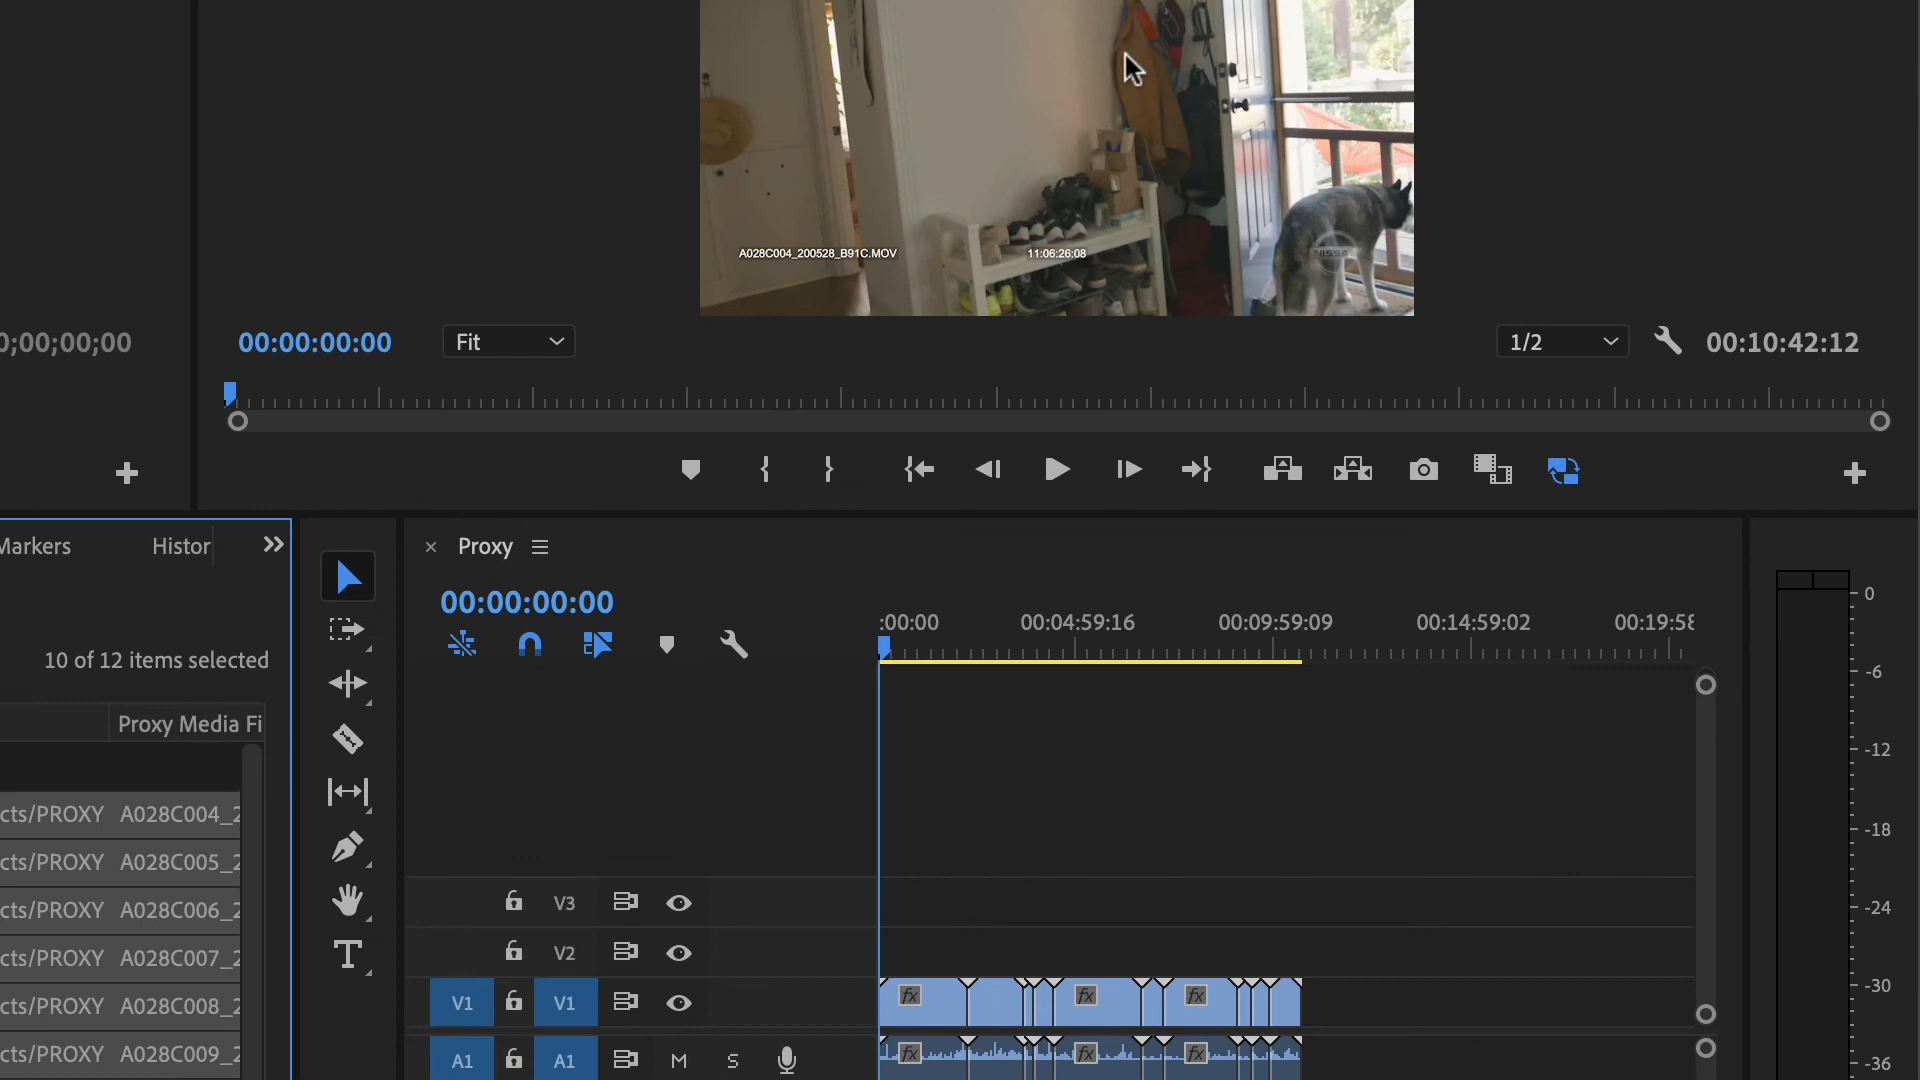 A028C004_200528_B91C.MOV
11:06:26:08
0;00;00;00
00:00:00:00
Fit
1/2
00:10:42:12
Markers
Histor
Proxy
00:00:00:00
:00:00
00:04:59:16
00:09:59:09
00:14:59:02
00:19:58
10 of 12 items selected
Proxy Media Fi
cts/PROXY A028C004_2
cts/PROXY A028C005_2
cts/PROXY A028C006_2
cts/PROXY A028C007_2
cts/PROXY A028C008_2
cts/PROXY A028C009_2
V3
V2
V1 V1
fx fx fx
A1 A1 M S
fx fx fx
0
-6
-12
-18
-24
-30
-36